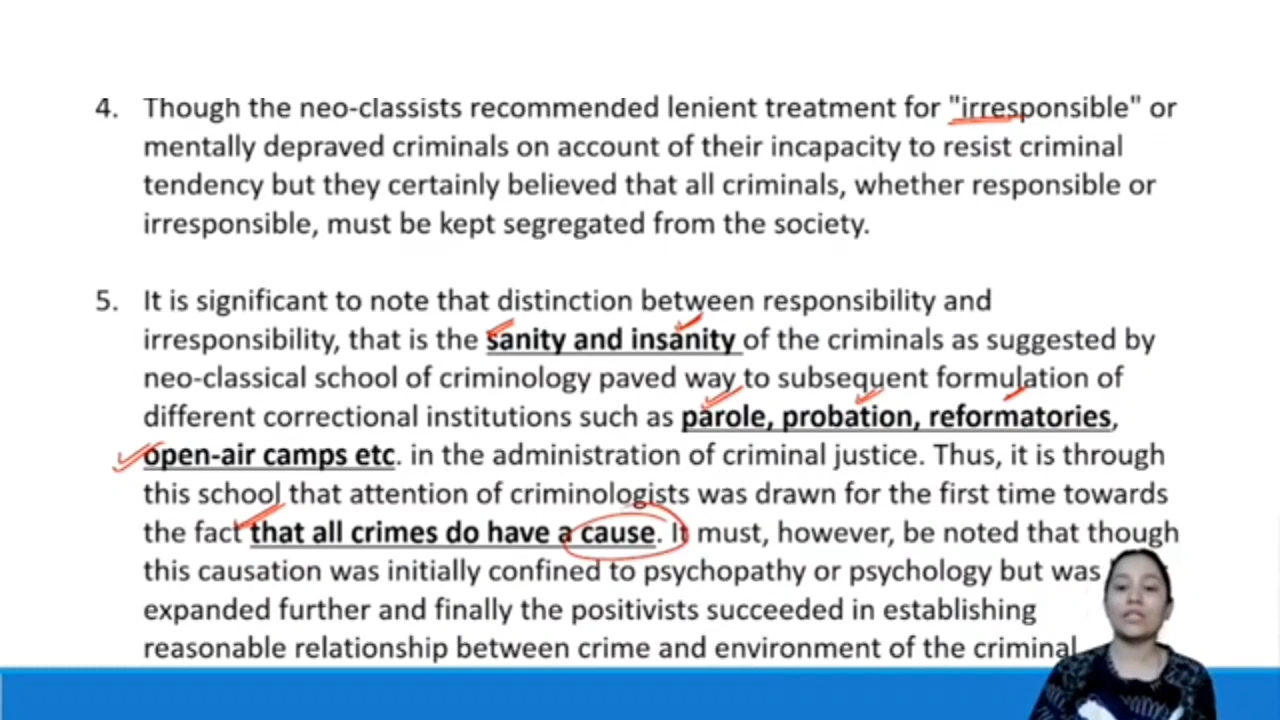 4. Though the neo-classists recommended lenient treatment for "irresponsible" or
mentally depraved criminals on account of their incapacity to resist criminal
tendency but they certainly believed that all criminals, whether responsible or
irresponsible, must be kept segregated from the society.
5. It is significant to note that distinction between responsibility and
irresponsibility, that is the sanity and insanity of the criminals as suggested by
neo-classical school of criminology paved way to subsequent formulation of
different correctional institutions such as parole, probation, reformatories,
open-air camps etc. in the administration of criminal justice. Thus, it is through
this school that attention of criminologists was drawn for the first time towards
the fact that all crimes do have a cause. It must, however, be noted that though
this causation was initially confined to psychopathy or psychology but was
expanded further and finally the positivists succeeded in establishing
reasonable relationship between crime and environment of the criminal